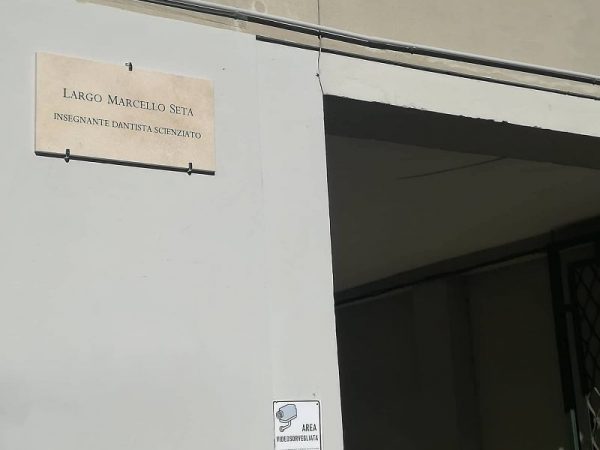 LARGO MARCELLO SETA
INSEGNANTE DANTISTA SCIENZIATO
AREA
VIDEOSORVEGLIATA